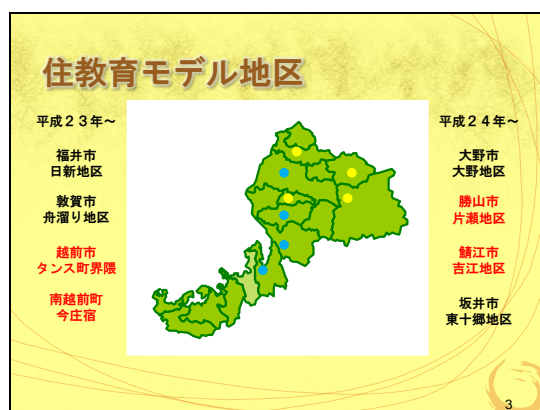 住教育モデル地区
平成２３年～
福井市
日新地区
敦賀市
舟溜り地区
越前市
タンス町界隈
南越前町
今庄宿
平成２４年～
大野市
大野地区
勝山市
片瀬地区
鯖江市
吉江地区
坂井市
東十郷地区
3